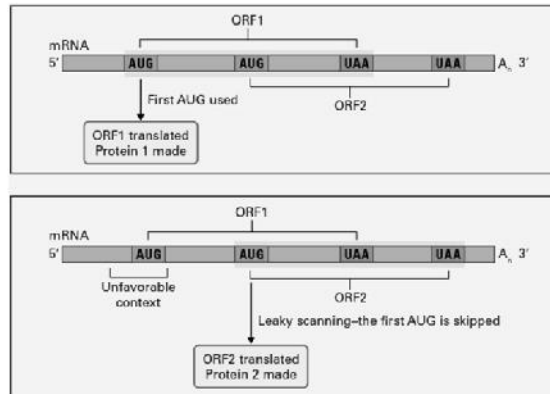 ORF1
mRNA
5' AUG AUG UAA UAA An 3'
First AUG used
ORF2
ORF1 translated
Protein 1 made
ORF1
mRNA
5' AUG AUG UAA UAA An 3'
Unfavorable
context
ORF2
Leaky scanning–the first AUG is skipped
ORF2 translated
Protein 2 made